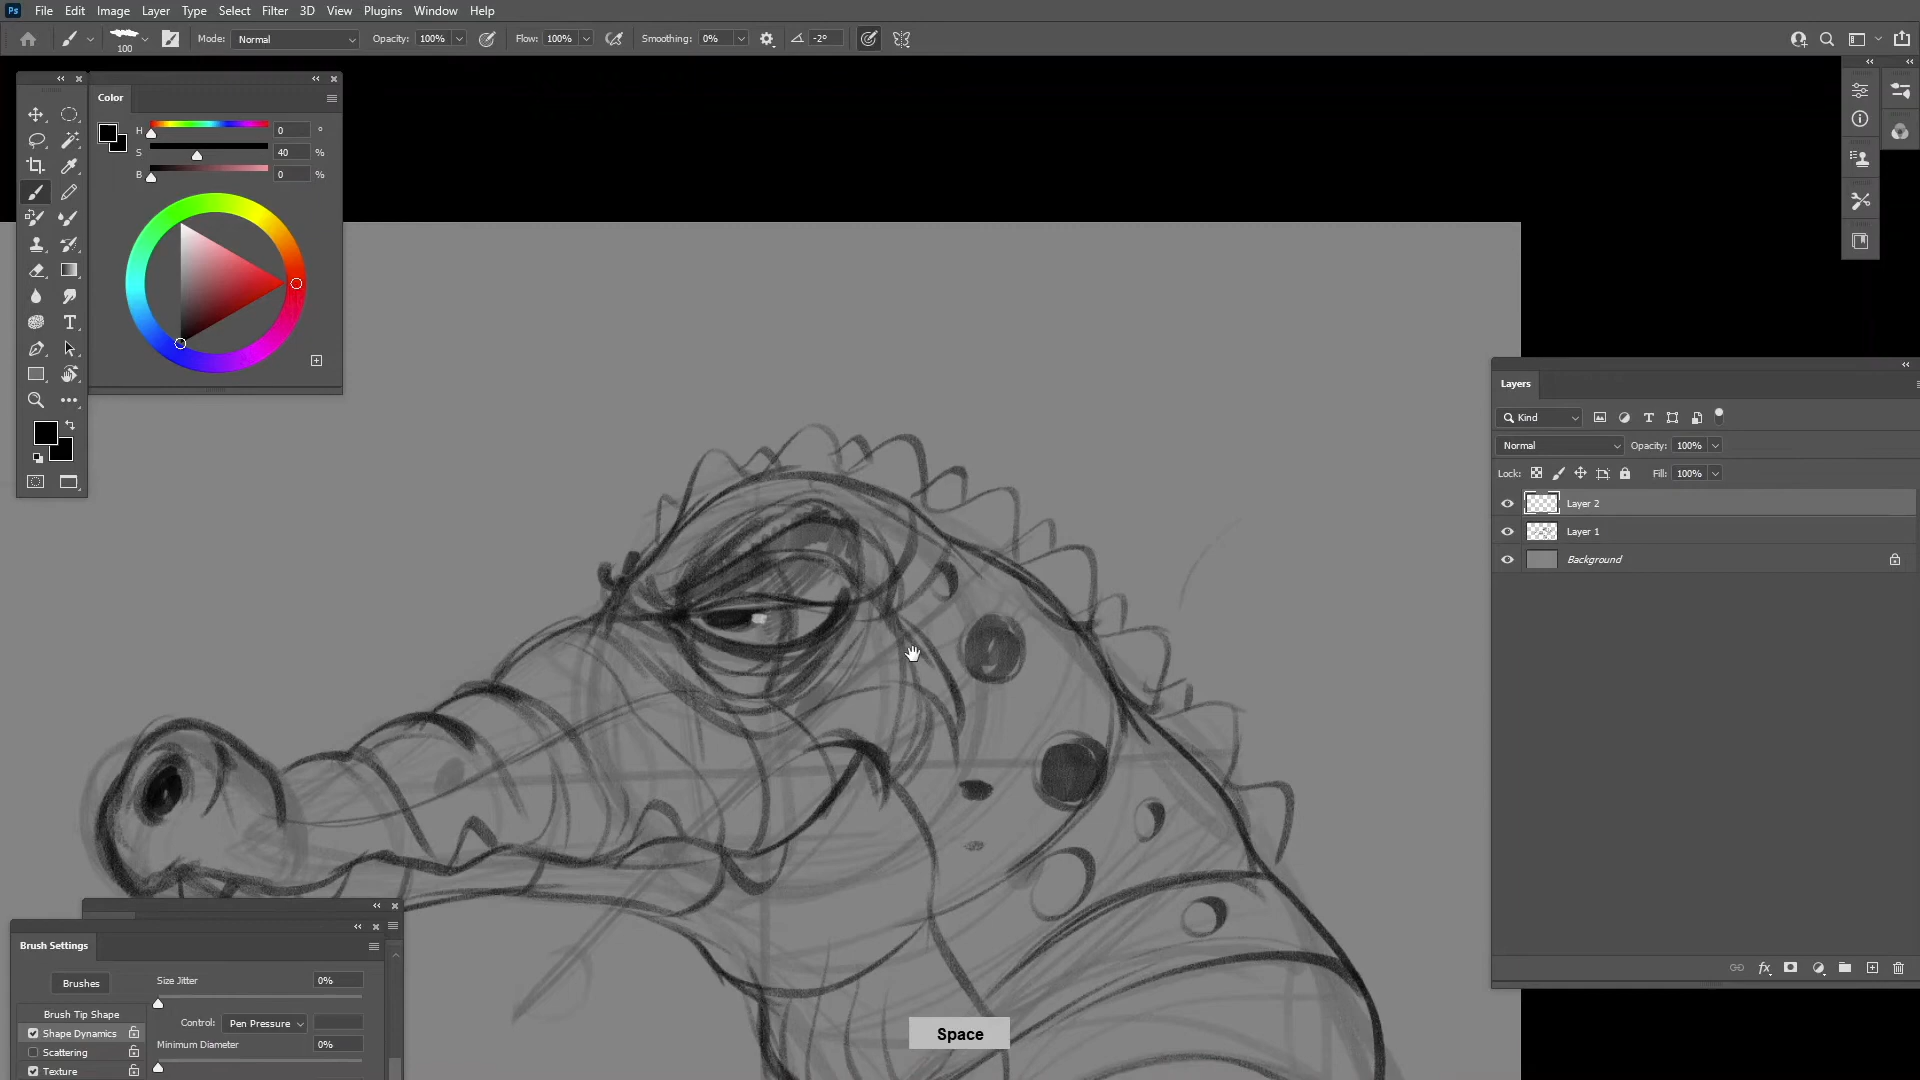 Ps File Edit Image Layer Type Select Filter 3D View Plugins Window Help
100 Mode: Normal Opacity: 100% Flow: 100% Smoothing: 0% -2°
Color
H 0 °
S 40 %
B 0 %
Layers
Kind
Normal Opacity: 100%
Lock: Fill: 100%
Layer 2
Layer 1
Background
Brush Settings
Brushes Size Jitter 0%
Brush Tip Shape
Control: Pen Pressure
Shape Dynamics
Minimum Diameter 0%
Scattering
Texture
Space